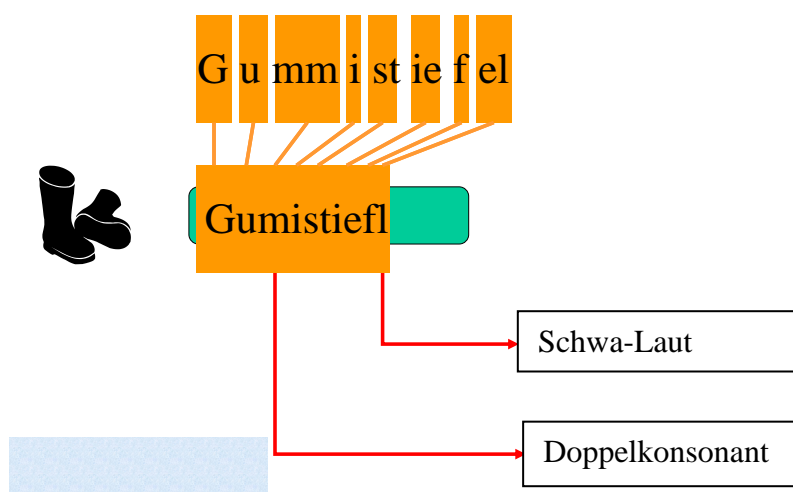 G u mm i st ie f el
Gumistiefl
Schwa-Laut
Doppelkonsonant